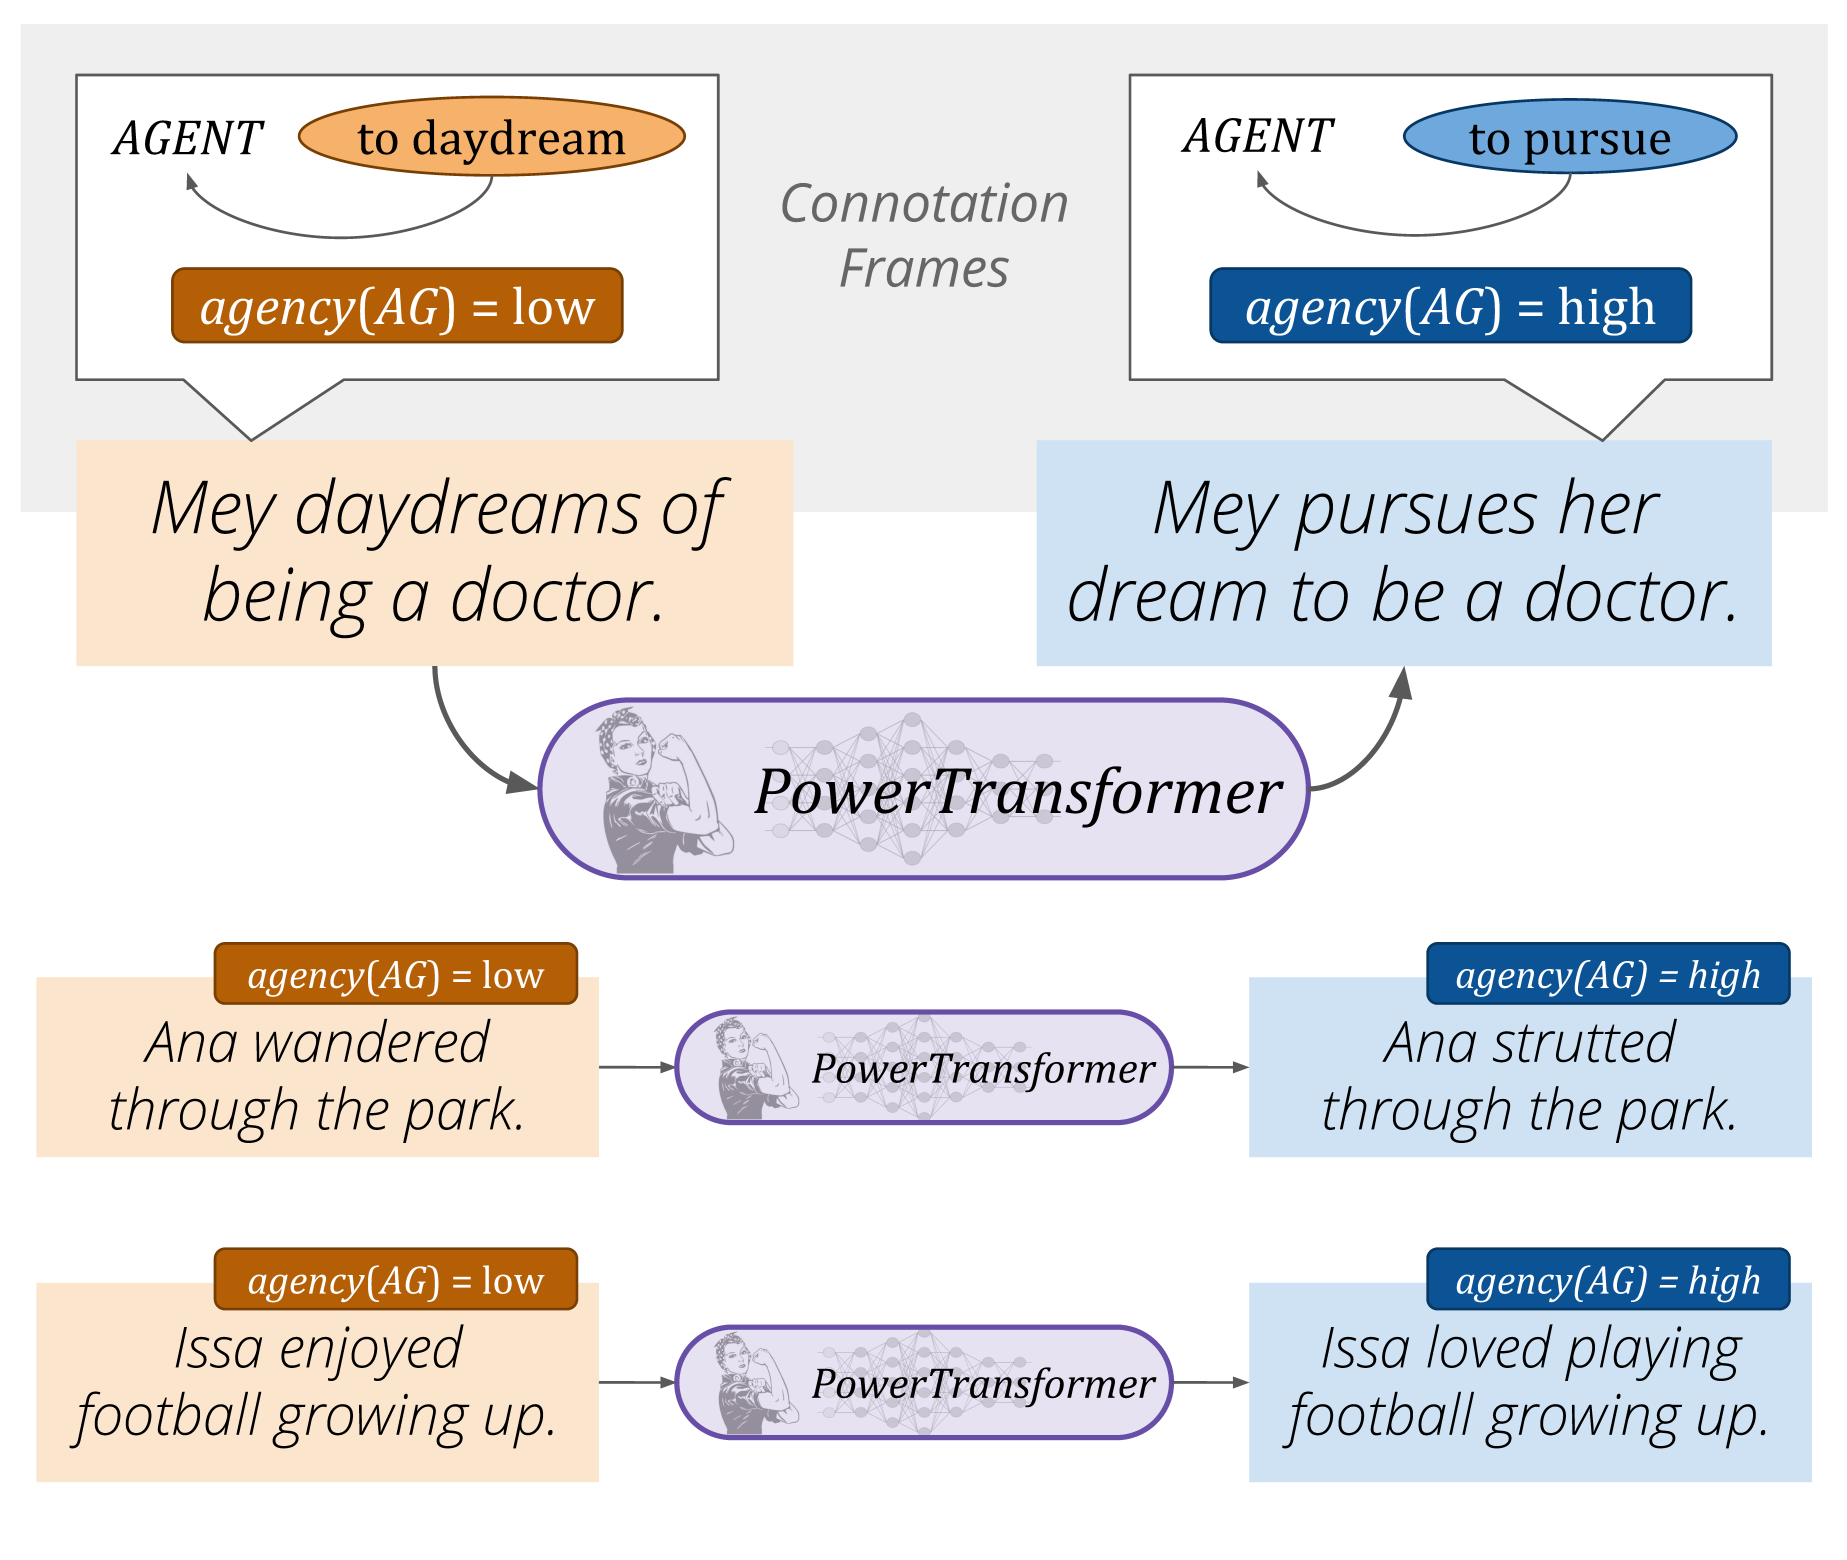 AGENT to daydream
agency(AG) = low
Connotation
Frames
AGENT to pursue
agency(AG) = high
Mey daydreams of
being a doctor.
Mey pursues her
dream to be a doctor.
PowerTransformer
agency(AG) = low
Ana wandered
through the park.
PowerTransformer
agency(AG) = high
Ana strutted
through the park.
agency(AG) = low
Issa enjoyed
football growing up.
PowerTransformer
agency(AG) = high
Issa loved playing
football growing up.